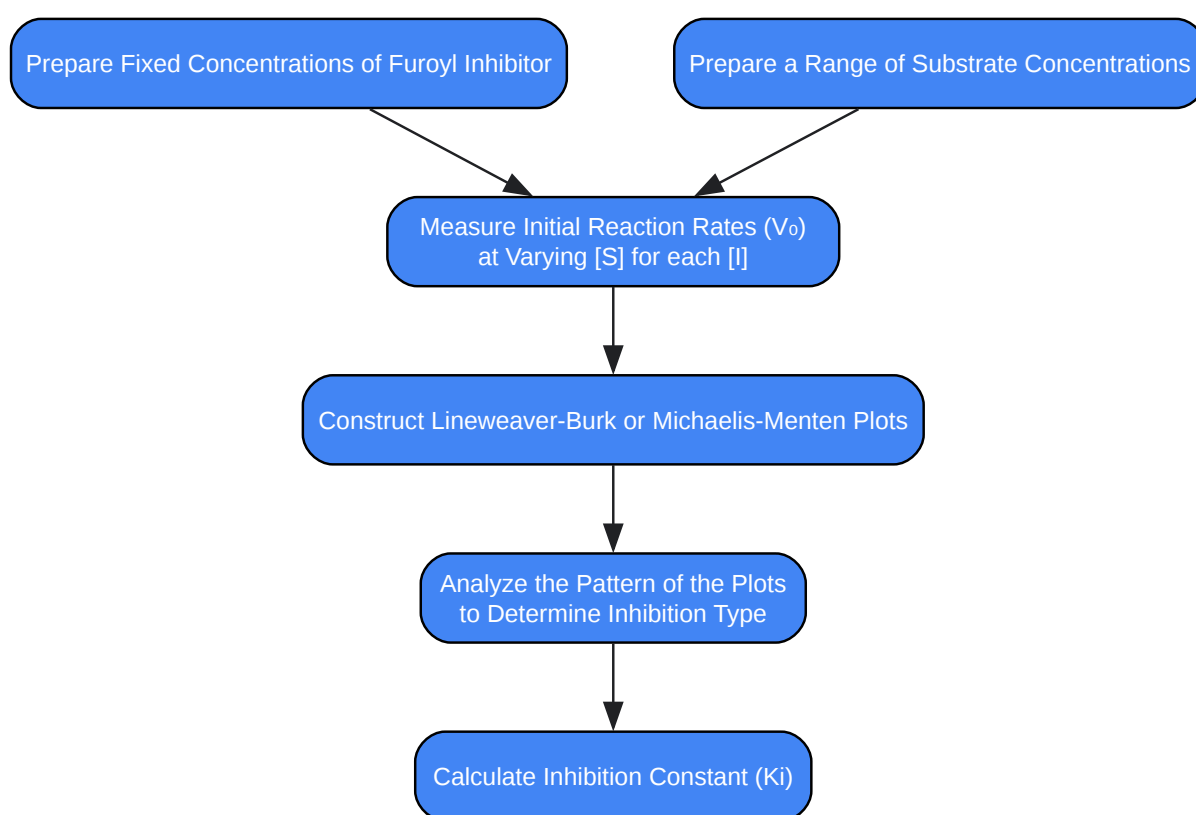 Prepare Fixed Concentrations of Furoyl Inhibitor
Prepare a Range of Substrate Concentrations
Measure Initial Reaction Rates (V₀)
at Varying [S] for each [I]
Construct Lineweaver-Burk or Michaelis-Menten Plots
Analyze the Pattern of the Plots
to Determine Inhibition Type
Calculate Inhibition Constant (Ki)